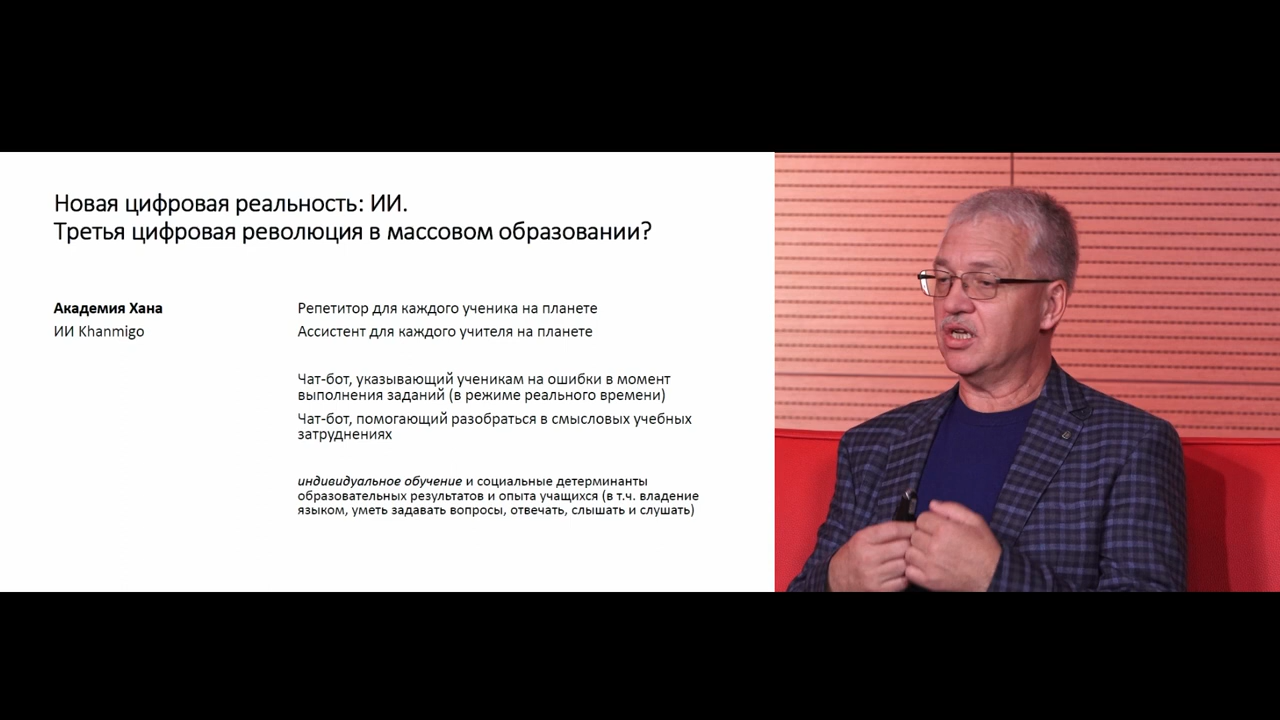 Новая цифровая реальность: ИИ.
Третья цифровая революция в массовом образовании?
Академия Хана
ИИ Khanmigo
Репетитор для каждого ученика на планете
Ассистент для каждого учителя на планете
Чат-бот, указывающий ученикам на ошибки в момент
выполнения заданий (в режиме реального времени)
Чат-бот, помогающий разобраться в смысловых учебных
затруднениях
индивидуальное обучение и социальные детерминанты
образовательных результатов и опыта учащихся (в т.ч. владение
языком, уметь задавать вопросы, отвечать, слышать и слушать)